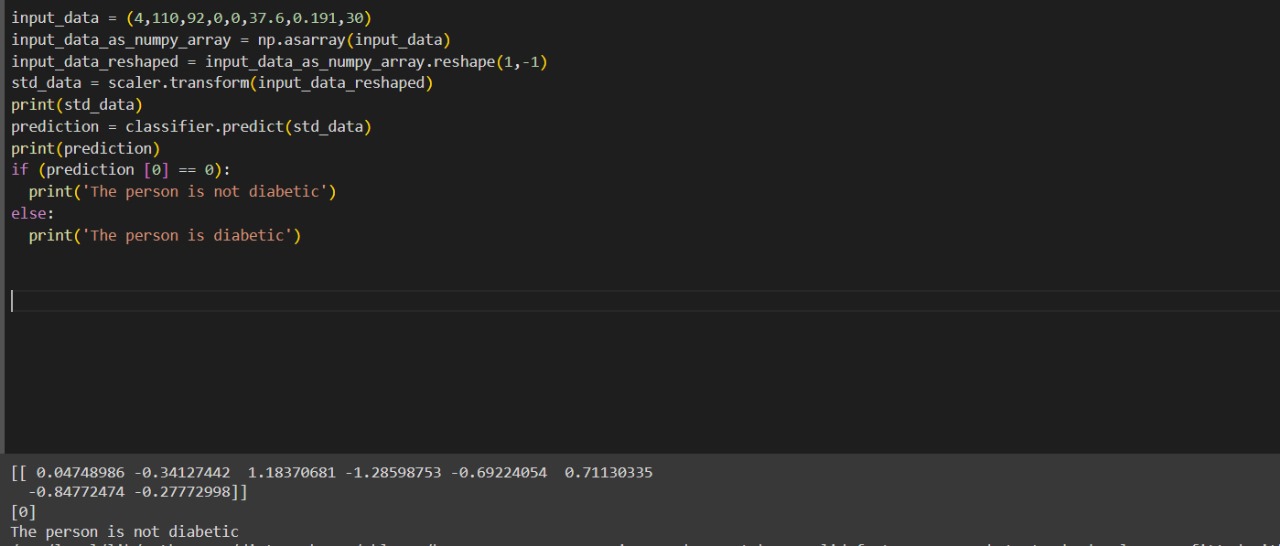 input_data = (4,110,92,0,0,37.6,0.191,30)
input_data_as_numpy_array = np.asarray(input_data)
input_data_reshaped = input_data_as_numpy_array.reshape(1,-1)
std_data = scaler.transform(input_data_reshaped)
print(std_data)
prediction = classifier.predict(std_data)
print(prediction)
if (prediction [0] == 0):
  print('The person is not diabetic')
else:
  print('The person is diabetic')
[[ 0.04748986 -0.34127442  1.18370681 -1.28598753 -0.69224054  0.71130335
  -0.84772474 -0.27772998]]
[0]
The person is not diabetic